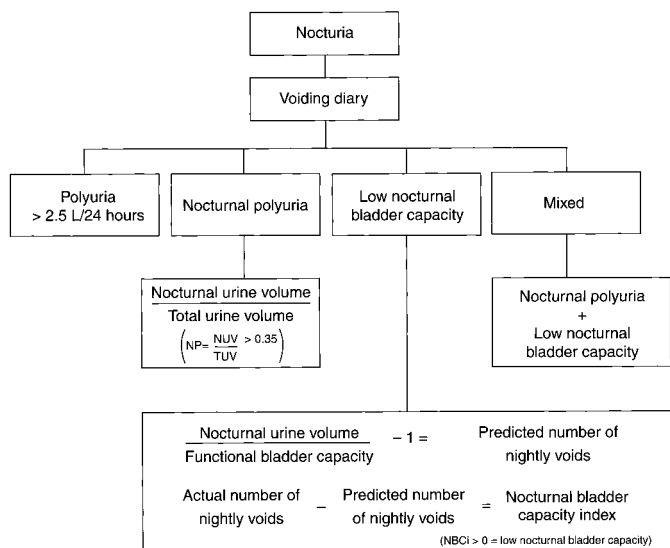 Nocturia
Voiding diary
Polyuria
> 2.5 L/24 hours
Nocturnal polyuria
Low nocturnal
bladder capacity
Mixed
Nocturnal urine volume
Total urine volume
(NP= NUV/TUV > 0.35)
Nocturnal polyuria
+
Low nocturnal
bladder capacity
Nocturnal urine volume
Functional bladder capacity
– 1 =
Predicted number of
nightly voids
Actual number of
nightly voids
–
Predicted number
of nightly voids
=
Nocturnal bladder
capacity index
(NBCi > 0 = low nocturnal bladder capacity)